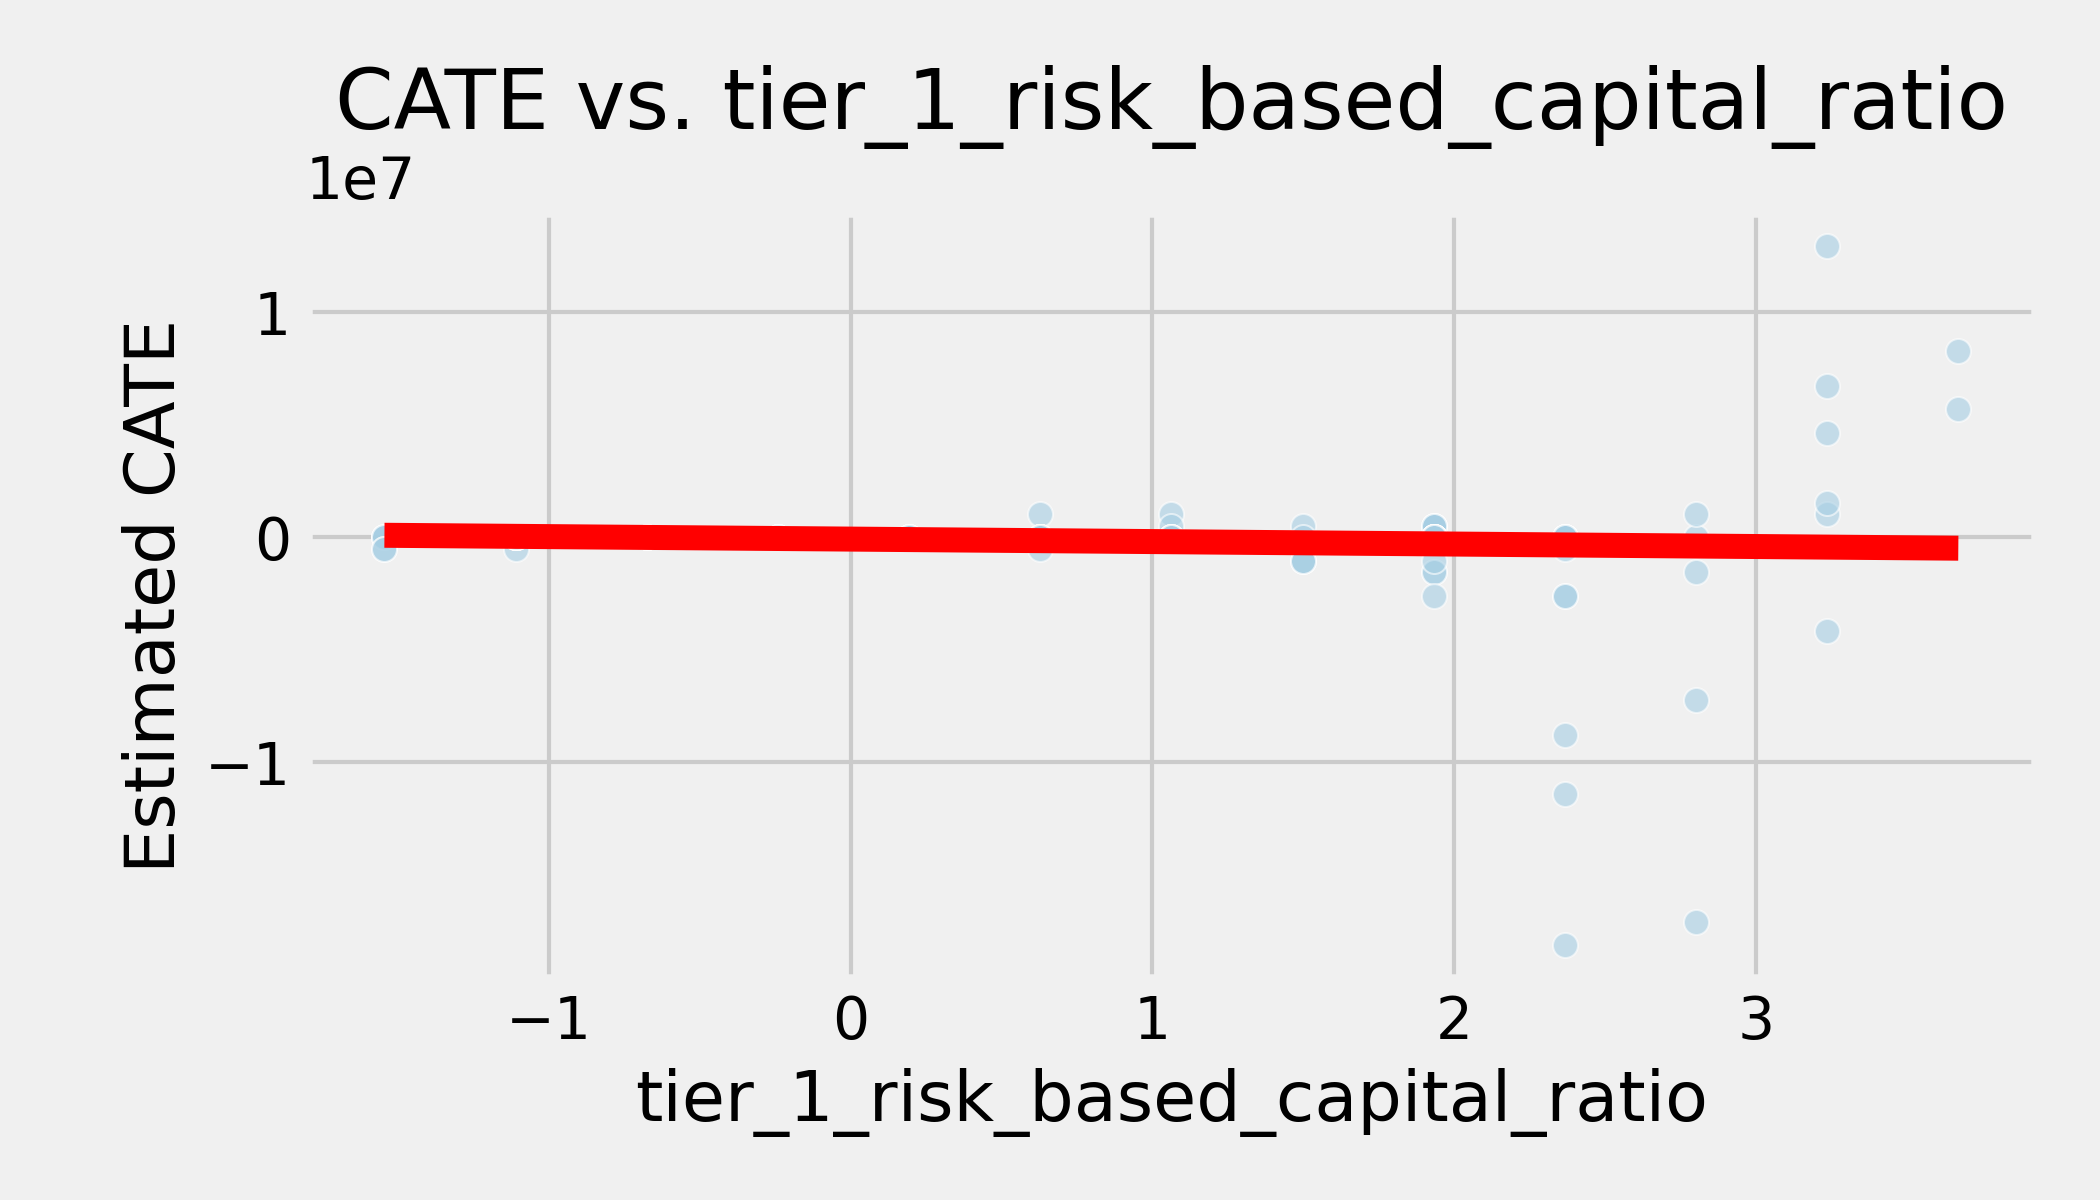 CATE vs. tier_1_risk_based_capital_ratio
1e7
1
0
−1
Estimated CATE
−1 0 1 2 3
tier_1_risk_based_capital_ratio